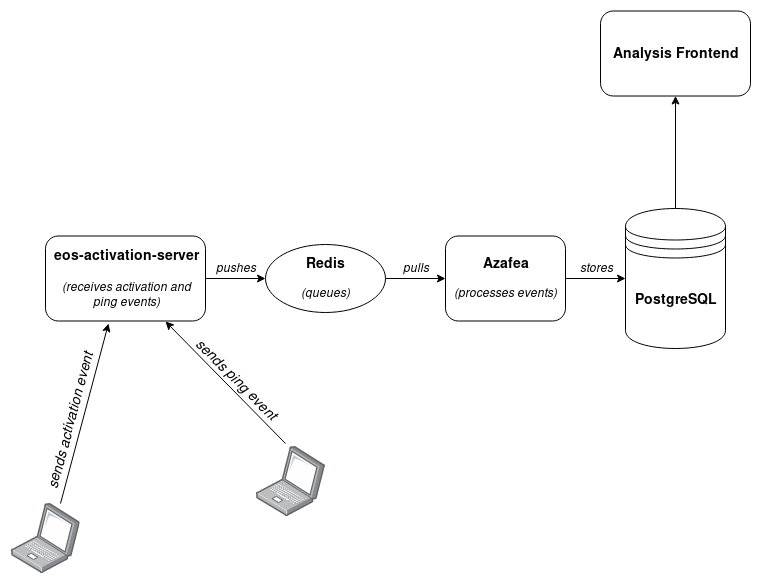 Analysis Frontend
eos-activation-server
(receives activation and
ping events)
pushes
Redis
(queues)
pulls
Azafea
(processes events)
stores
PostgreSQL
sends activation event
sends ping event